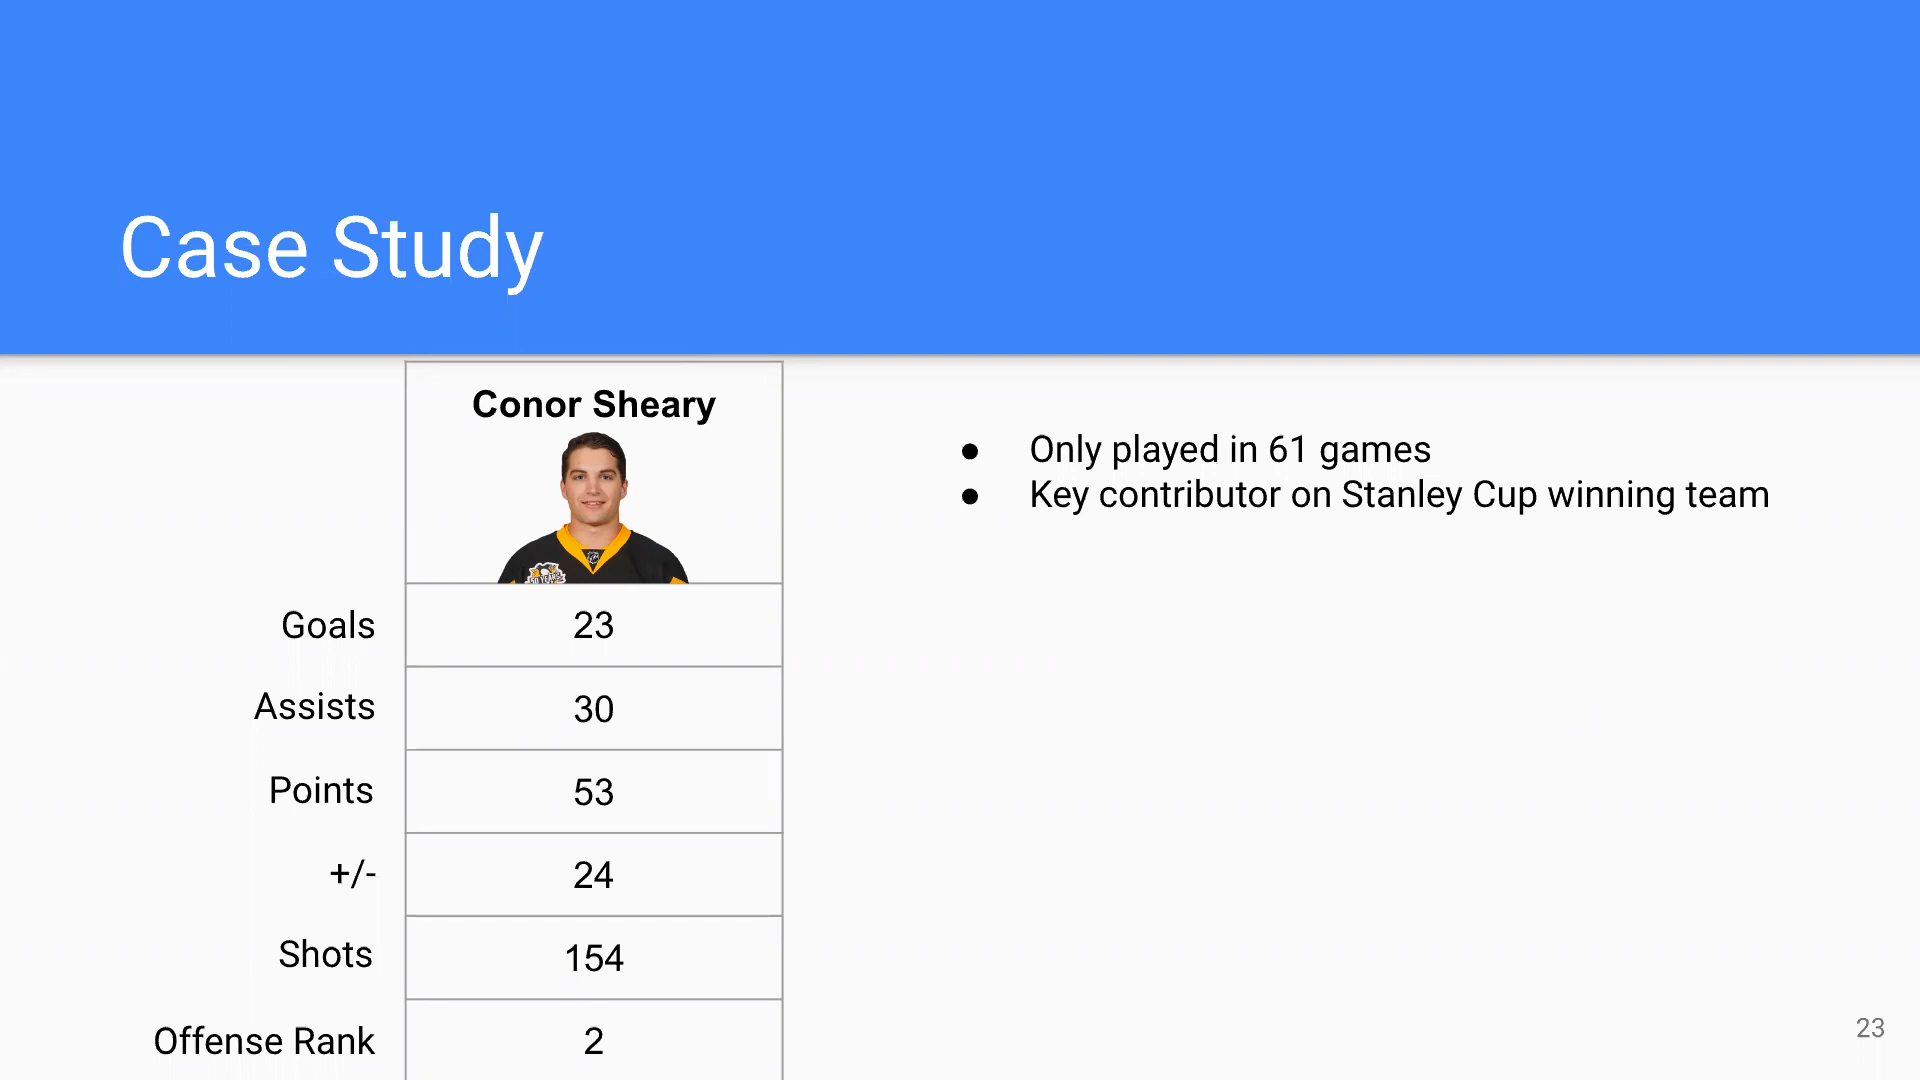 Case Study
Conor Sheary
● Only played in 61 games
● Key contributor on Stanley Cup winning team
Goals 23
Assists 30
Points 53
+/- 24
Shots 154
Offense Rank 2
23